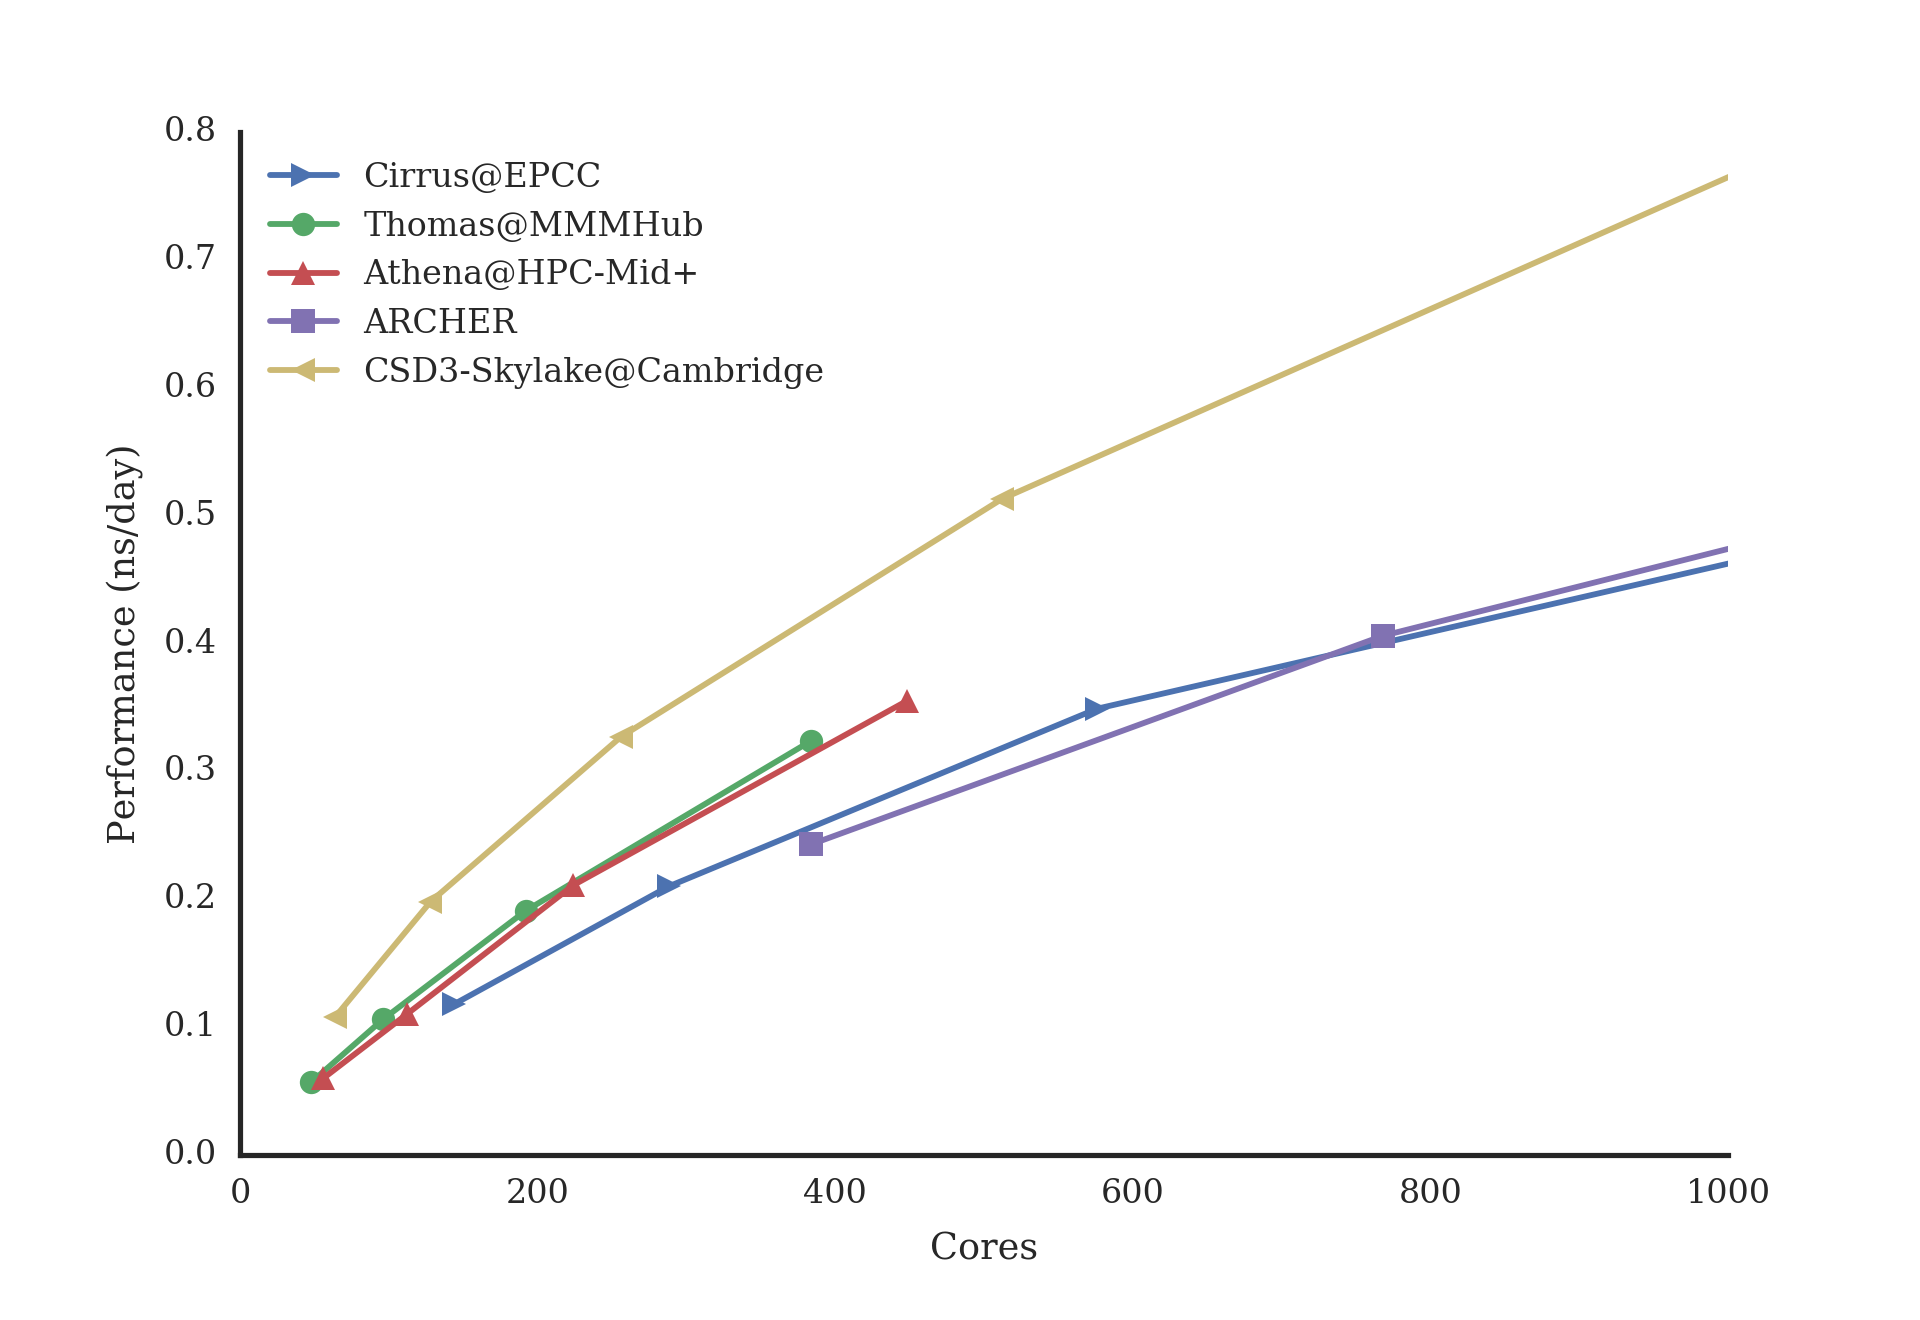 0.8
0.7
0.6
0.5
0.4
0.3
0.2
0.1
0.0
Performance (ns/day)
Cirrus@EPCC
Thomas@MMMHub
Athena@HPC-Mid+
ARCHER
CSD3-Skylake@Cambridge
0 200 400 600 800 1000
Cores